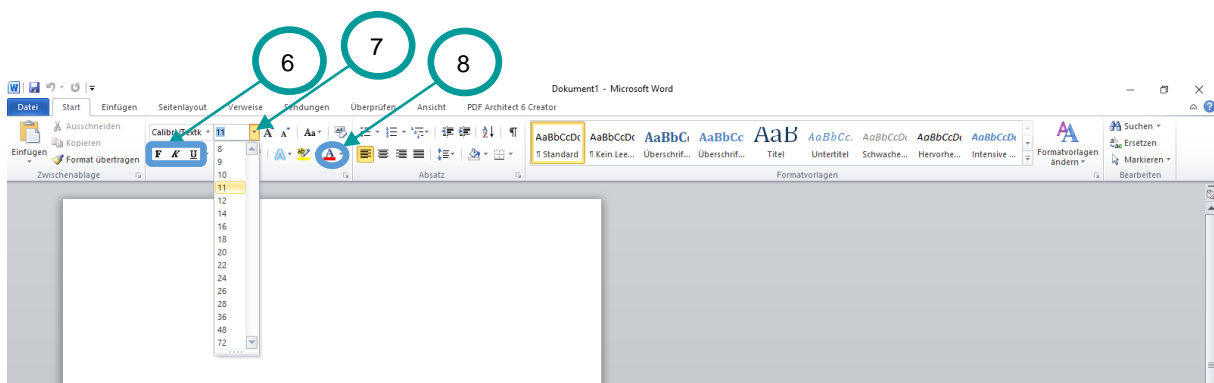 6
7
8
Dokument1 - Microsoft Word
Datei Start Einfügen Seitenlayout Verweise Sendungen Überprüfen Ansicht PDF Architect 6 Creator
Einfügen
Ausschneiden
Kopieren
Format übertragen
Zwischenablage
11
F K U
8
9
10
11
12
14
16
18
20
22
24
26
28
36
48
72
Absatz
AaBbCcDc AaBbCcDc AaBbCc AaBbCc AaB AaBbCc. AaBbCcDc AaBbCcDc AaBbCcDc
¶ Standard ¶ Kein Lee... Überschrif... Überschrif... Titel Untertitel Schwache... Hervorhe... Intensive ...
Formatvorlagen
Formatvorlagen
ändern
Suchen
Ersetzen
Markieren
Bearbeiten